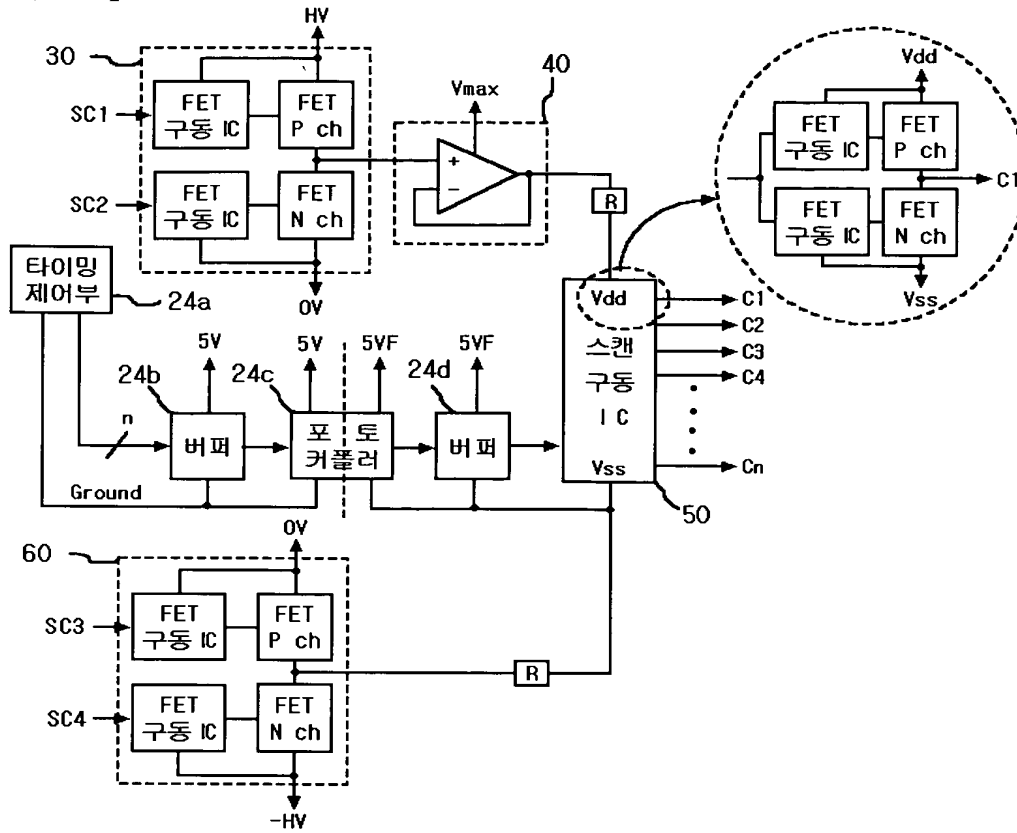 HV
30
FET
구동 IC
FET
P ch
SC1
FET
구동 IC
FET
N ch
SC2
0V
40
Vmax
+
-
R
Vdd
FET
구동 IC
FET
P ch
C1
FET
구동 IC
FET
N ch
Vss
타이밍
제어부
24a
24b
5V
n
버퍼
Ground
24c
5V
5VF
포 토
커플러
24d
5VF
버퍼
Vdd
스캔
구동
IC
Vss
50
C1
C2
C3
C4
Cn
60
0V
FET
구동 IC
FET
P ch
SC3
FET
구동 IC
FET
N ch
SC4
-HV
R